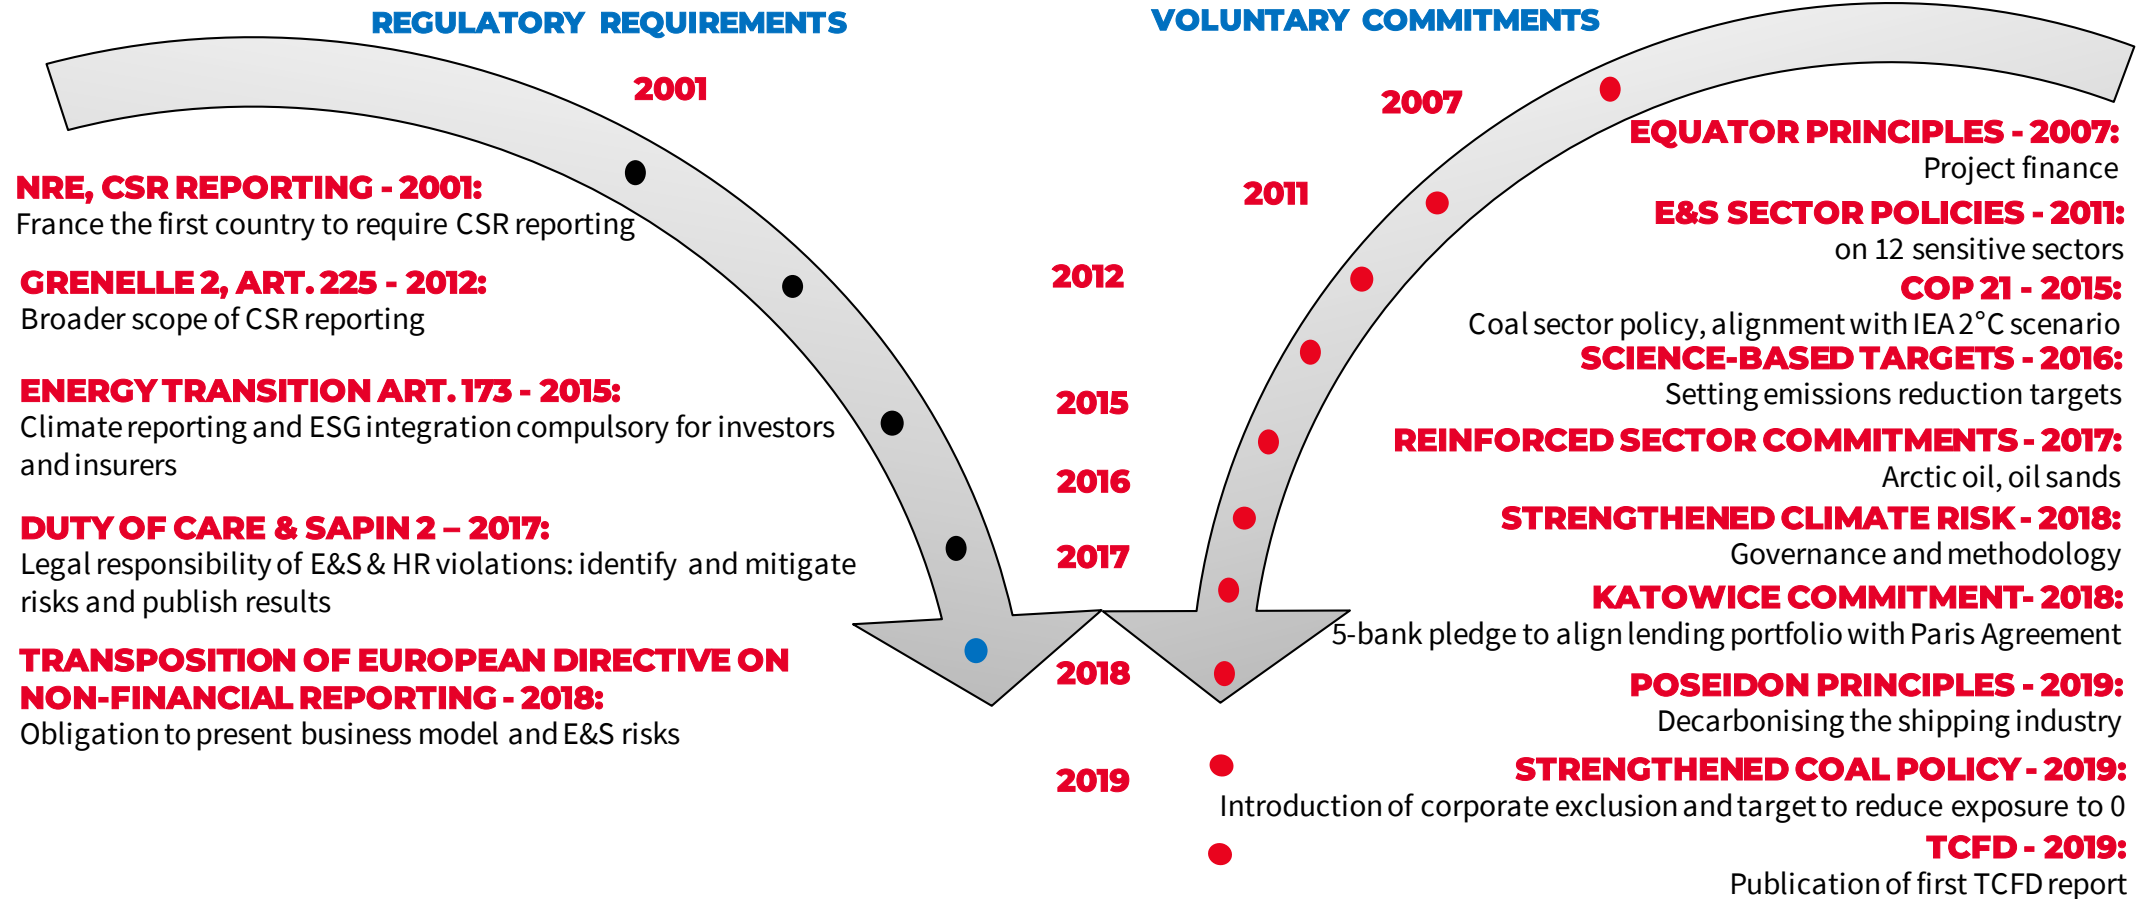 REGULATORY REQUIREMENTS
2001
NRE, CSR REPORTING - 2001:
France the first country to require CSR reporting
GRENELLE 2, ART. 225 - 2012:
Broader scope of CSR reporting
ENERGY TRANSITION ART. 173 - 2015:
Climate reporting and ESG integration compulsory for investors
and insurers
DUTY OF CARE & SAPIN 2 – 2017:
Legal responsibility of E&S & HR violations: identify and mitigate
risks and publish results
TRANSPOSITION OF EUROPEAN DIRECTIVE ON
NON-FINANCIAL REPORTING - 2018:
Obligation to present business model and E&S risks
2012
2015
2016
2017
2018
2019
VOLUNTARY COMMITMENTS
2007
2011
EQUATOR PRINCIPLES - 2007:
Project finance
E&S SECTOR POLICIES - 2011:
on 12 sensitive sectors
COP 21 - 2015:
Coal sector policy, alignment with IEA 2°C scenario
SCIENCE-BASED TARGETS - 2016:
Setting emissions reduction targets
REINFORCED SECTOR COMMITMENTS - 2017:
Arctic oil, oil sands
STRENGTHENED CLIMATE RISK - 2018:
Governance and methodology
KATOWICE COMMITMENT- 2018:
5-bank pledge to align lending portfolio with Paris Agreement
POSEIDON PRINCIPLES - 2019:
Decarbonising the shipping industry
STRENGTHENED COAL POLICY - 2019:
Introduction of corporate exclusion and target to reduce exposure to 0
TCFD - 2019:
Publication of first TCFD report